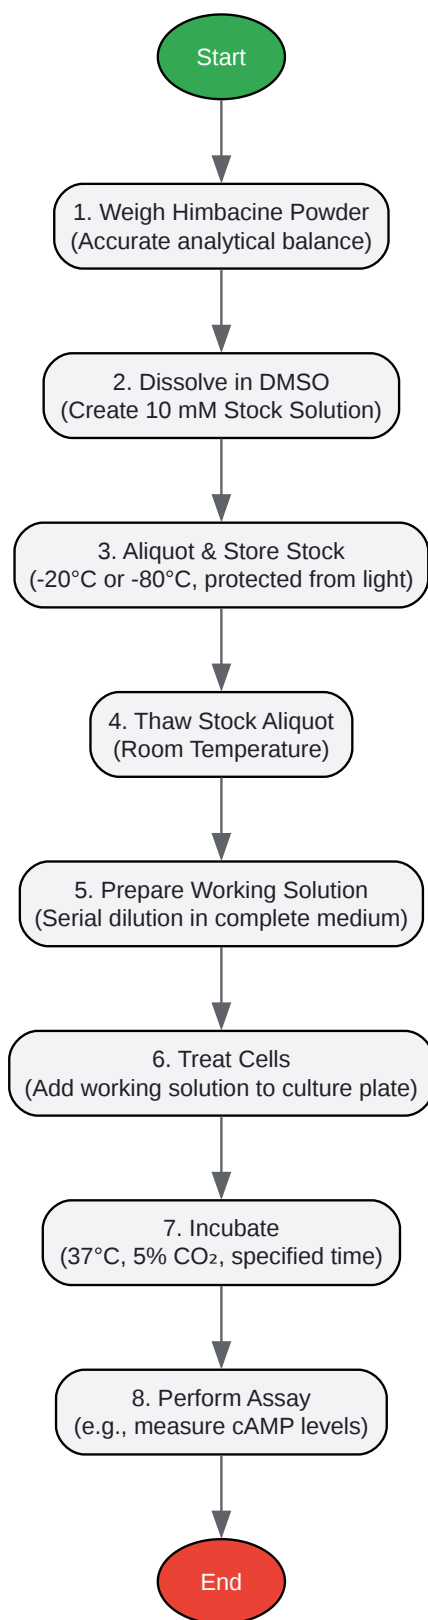 Start
1. Weigh Himbacine Powder
(Accurate analytical balance)
2. Dissolve in DMSO
(Create 10 mM Stock Solution)
3. Aliquot & Store Stock
(-20°C or -80°C, protected from light)
4. Thaw Stock Aliquot
(Room Temperature)
5. Prepare Working Solution
(Serial dilution in complete medium)
6. Treat Cells
(Add working solution to culture plate)
7. Incubate
(37°C, 5% CO₂, specified time)
8. Perform Assay
(e.g., measure cAMP levels)
End